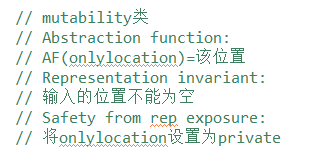 // mutability类
// Abstraction function:
// AF(onlylocation)=该位置
// Representation invariant:
// 输入的位置不能为空
// Safety from rep exposure:
// 将onlylocation设置为private